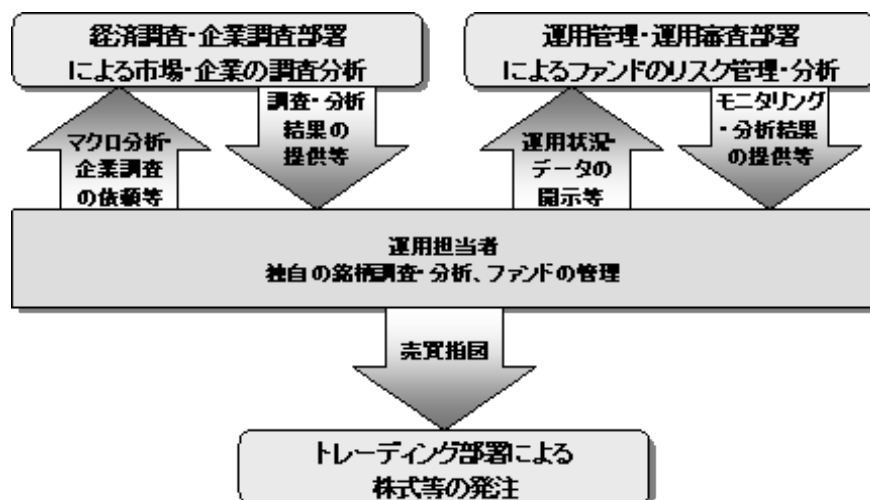 経済調査・企業調査部署
による市場・企業の調査分析
運用管理・運用審査部署
によるファンドのリスク管理・分析
マクロ分析・
企業調査
の依頼等
調査・分析
結果の
提供等
運用状況・
データの
開示等
モニタリング
・分析結果
の提供等
運用担当者
独自の銘柄調査・分析、ファンドの管理
売買指図
トレーディング部署による
株式等の発注